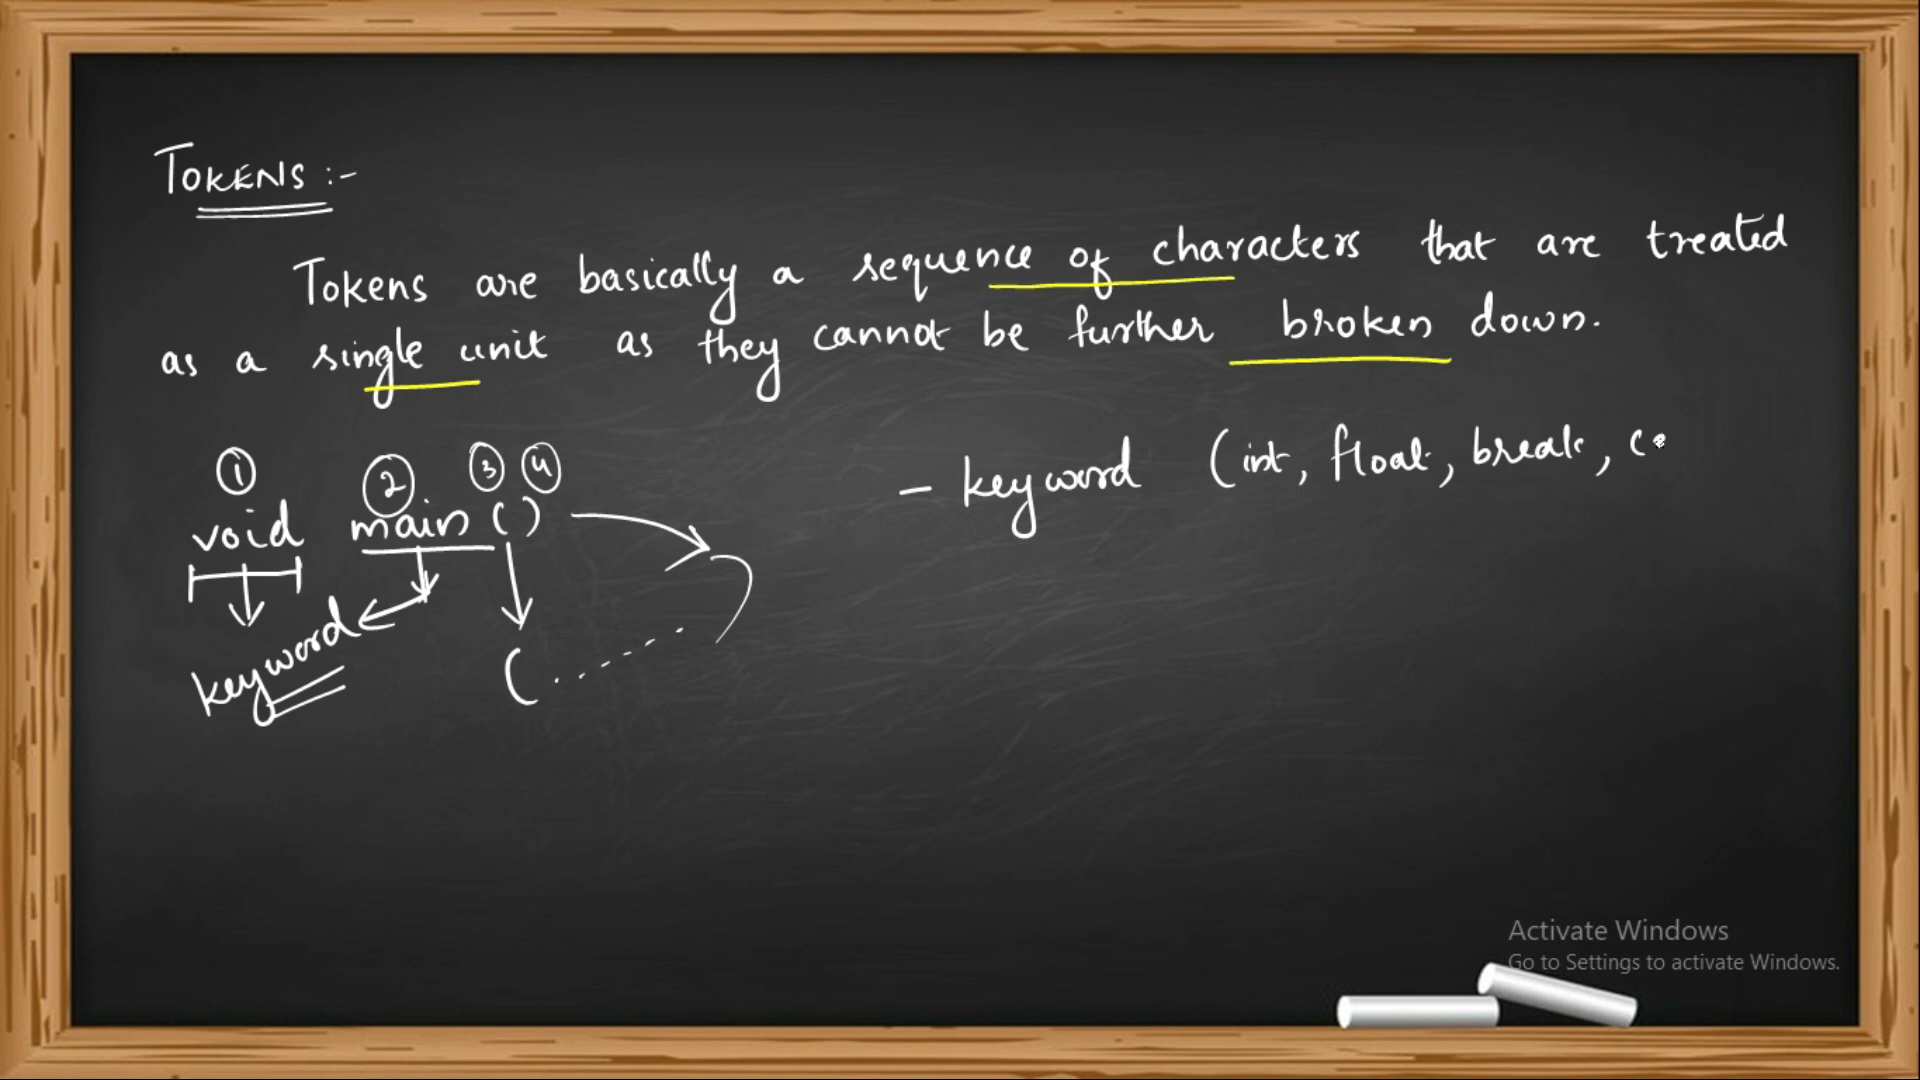 TOKENS :-
Tokens are basically a sequence of characters that are treated
as a single unit as they cannot be further broken down.
① ② ③ ④
void main ( )
keyword
( )
- keyword (int, float, break, c
Activate Windows
Go to Settings to activate Windows.